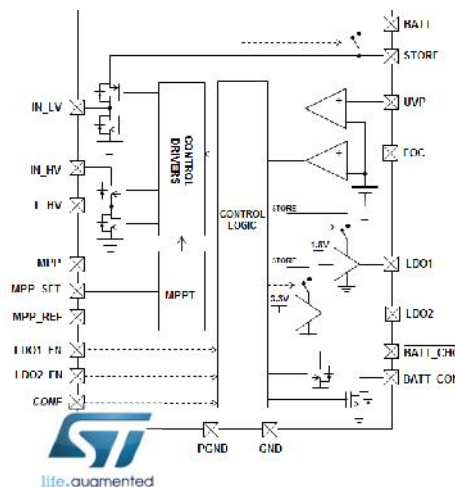 BATT
STORE
IN_LV
UVP
IN_HV
EOC
L_HV
CONTROL
DRIVERS
CONTROL
LOGIC
STORE
1.8V
STORE
LDO1
MPP
MPP_SET
MPPT
3.3V
MPP_REF
LDO2
LDO1_EN
BATT_CHG
LDO2_EN
BATT_CON
CONF
PGND
GND
ST
life.augmented